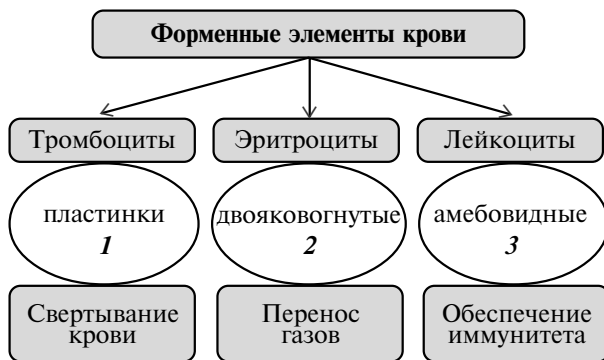 Форменные элементы крови
Тромбоциты
Эритроциты
Лейкоциты
пластинки
1
двояковогнутые
2
амебовидные
3
Свертывание
крови
Перенос
газов
Обеспечение
иммунитета